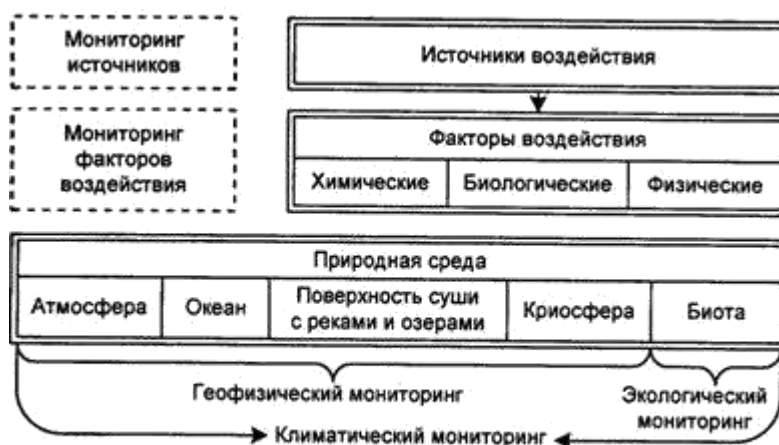 Мониторинг
источников
Источники воздействия
Мониторинг
факторов
воздействия
Факторы воздействия
Химические Биологические Физические
Природная среда
Атмосфера Океан Поверхность суши
с реками и озерами Криосфера Биота
Геофизический мониторинг
Экологический
мониторинг
Климатический мониторинг